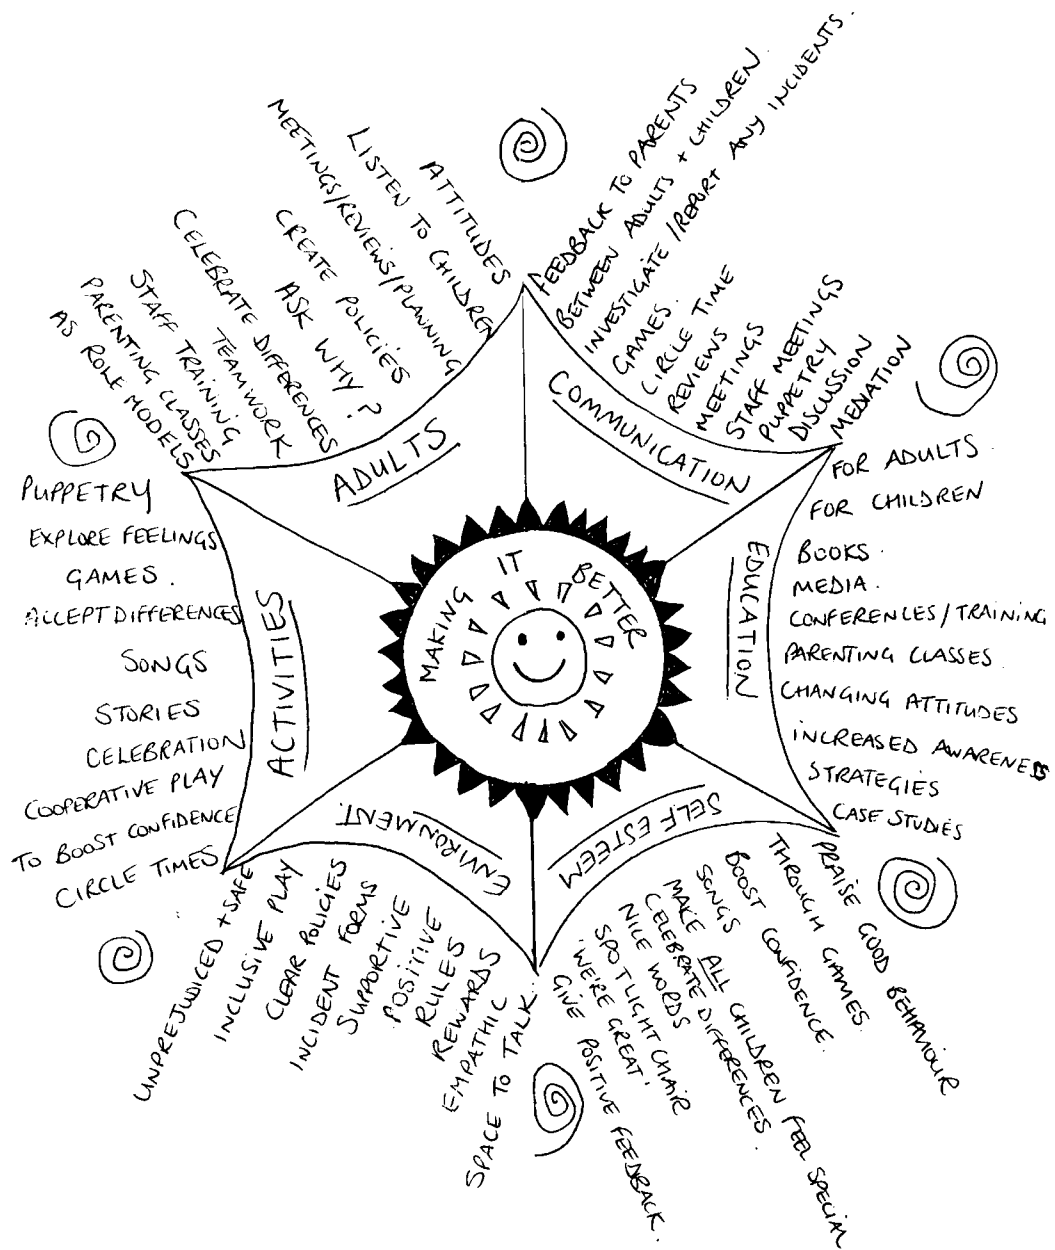 MAKING IT BETTER
ADULTS
AS ROLE MODELS
PARENTING CLASSES
STAFF TRAINING
TEAMWORK
CELEBRATE DIFFERENCES
ASK WHY?
CREATE POLICIES
MEETINGS/REVIEWS/PLANNING
LISTEN TO CHILDREN
ATTITUDES
COMMUNICATION
FEEDBACK TO PARENTS
BETWEEN ADULTS + CHILDREN
INVESTIGATE/REPORT ANY INCIDENTS.
GAMES.
CIRCLE TIME
REVIEWS
MEETINGS
STAFF MEETINGS
PUPPETRY
DISCUSSION
MEDIATION
EDUCATION
FOR ADULTS.
FOR CHILDREN
BOOKS.
MEDIA.
CONFERENCES/TRAINING
PARENTING CLASSES.
CHANGING ATTITUDES
INCREASED AWARENESS
STRATEGIES
CASE STUDIES
SELF ESTEEM
PRAISE GOOD BEHAVIOUR
THROUGH GAMES.
BOOST CONFIDENCE.
SONGS
MAKE ALL CHILDREN FEEL SPECIAL
CELEBRATE DIFFERENCES.
NICE WORDS
SPOTLIGHT CHAIR
'WE'RE GREAT'
GIVE POSITIVE FEEDBACK.
ENVIRONMENT.
UNPREJUDICED + SAFE
INCLUSIVE PLAY
CLEAR POLICIES
INCIDENT FORMS
SUPPORTIVE
POSITIVE
RULES
REWARDS
EMPATHIC
SPACE TO TALK.
ACTIVITIES
PUPPETRY
EXPLORE FEELINGS
GAMES.
ACCEPT DIFFERENCES
SONGS
STORIES
CELEBRATION
COOPERATIVE PLAY
TO BOOST CONFIDENCE
CIRCLE TIMES